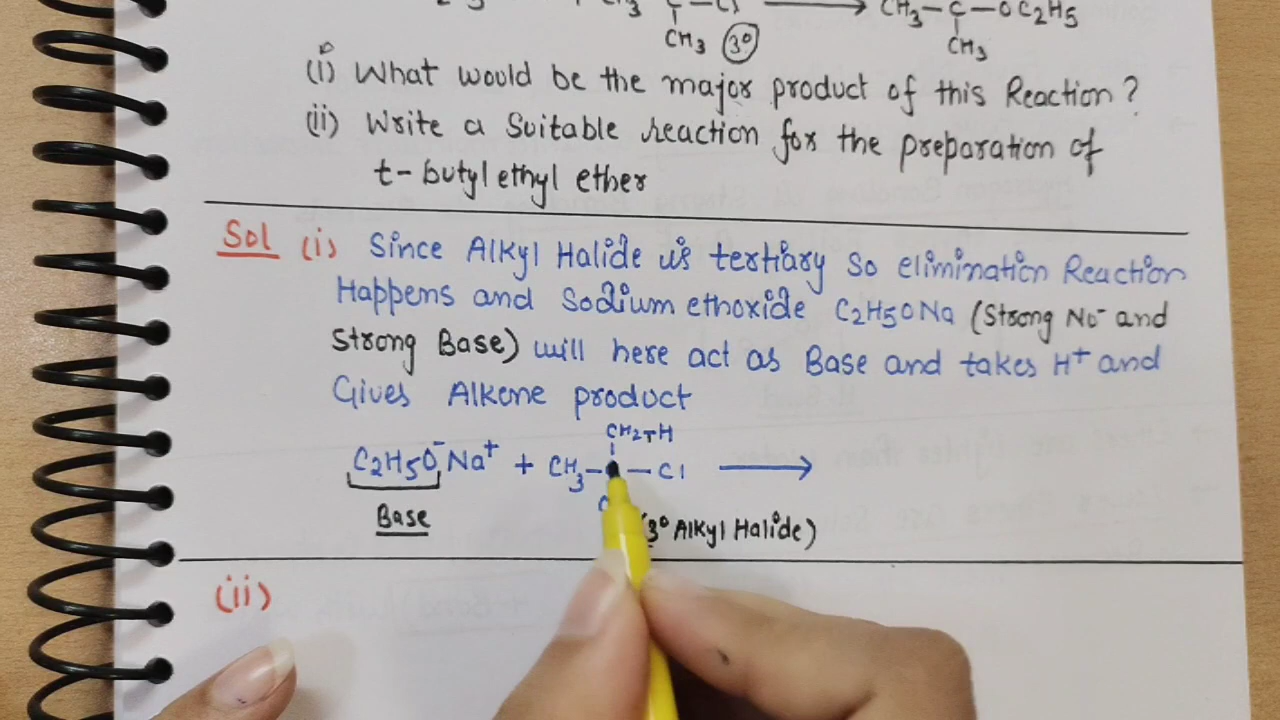 CH3-C-OC2H5
CH3 (3°) CH3
(i) What would be the major product of this Reaction?
(ii) Write a Suitable reaction for the preparation of
t-butyl ethyl ether
Sol (i) Since Alkyl Halide is tertiary so elimination Reaction
Happens and Sodium ethoxide C2H5ONa (Strong No- and
Strong Base) will here act as Base and takes H+ and
Gives Alkene product
CH2-H
C2H5O-Na+ + CH3- -Cl →
Base
(3° Alkyl Halide)
(ii)